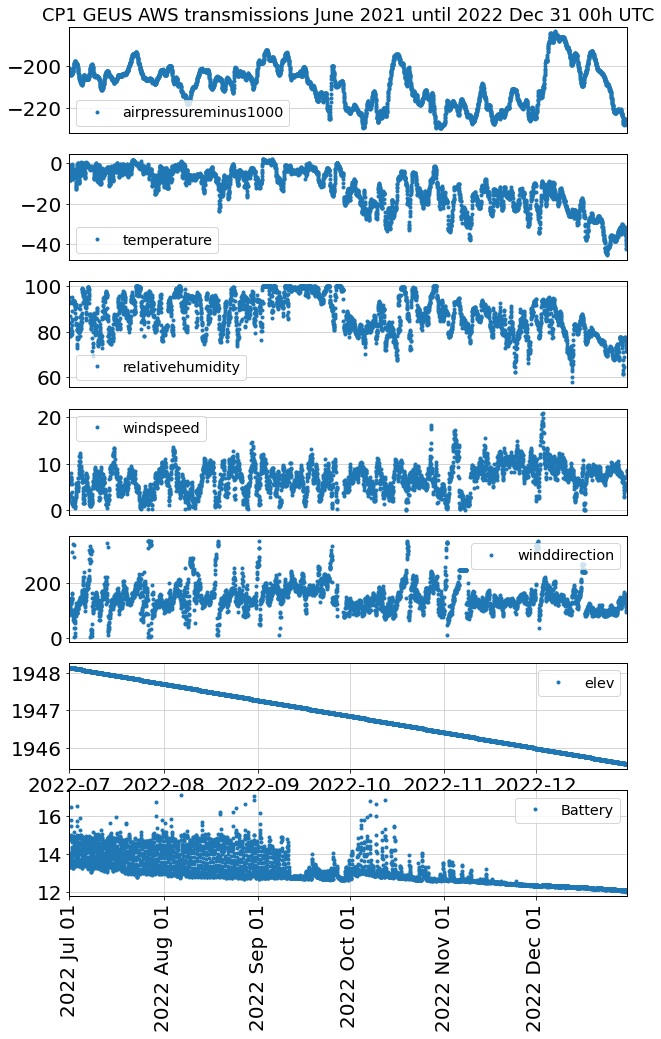 CP1 GEUS AWS transmissions June 2021 until 2022 Dec 31 00h UTC
−200
−220
airpressureminus1000
0
−20
−40
temperature
100
80
60
relativehumidity
20
10
0
windspeed
200
0
winddirection
1948
1947
1946
elev
2022-07 2022-08 2022-09 2022-10 2022-11 2022-12
16
14
12
Battery
2022 Jul 01
2022 Aug 01
2022 Sep 01
2022 Oct 01
2022 Nov 01
2022 Dec 01